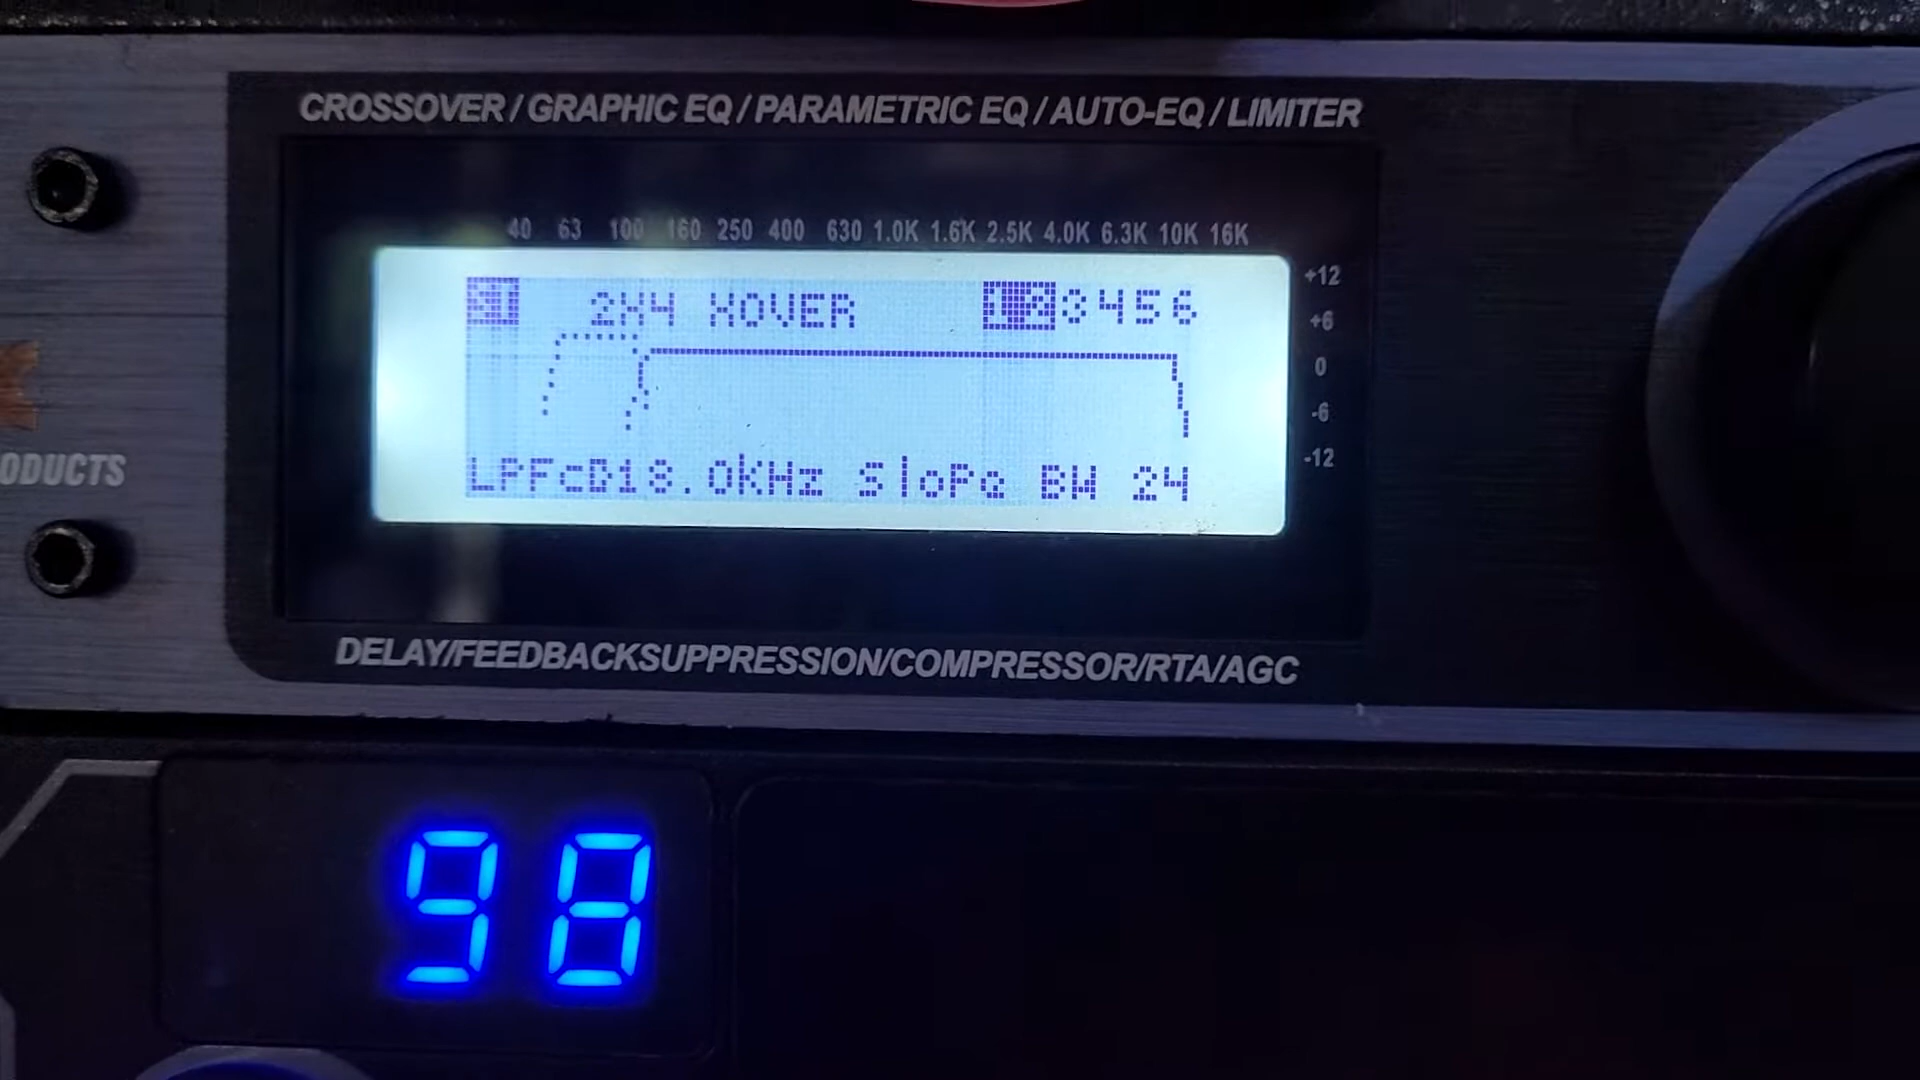 CROSSOVER / GRAPHIC EQ / PARAMETRIC EQ / AUTO-EQ / LIMITER
40 63 100 160 250 400 630 1.0K 1.6K 2.5K 4.0K 6.3K 10K 16K
2X4 XOVER 123456
+12
+6
0
-6
-12
LPFcD18.0KHz Slope BW 24
ODUCTS
DELAY/FEEDBACKSUPPRESSION/COMPRESSOR/RTA/AGC
98